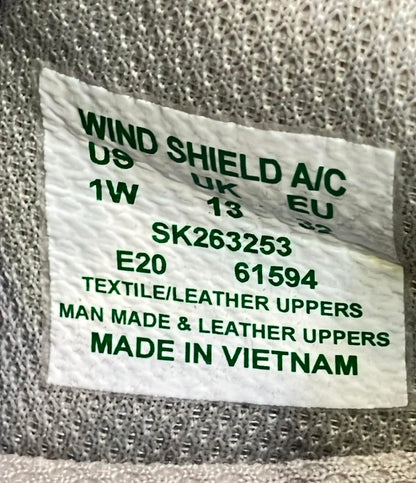 WIND SHIELD A/C
US UK EU
1W 13 32
SK263253
E20 61594
TEXTILE/LEATHER UPPERS
MAN MADE & LEATHER UPPERS
MADE IN VIETNAM